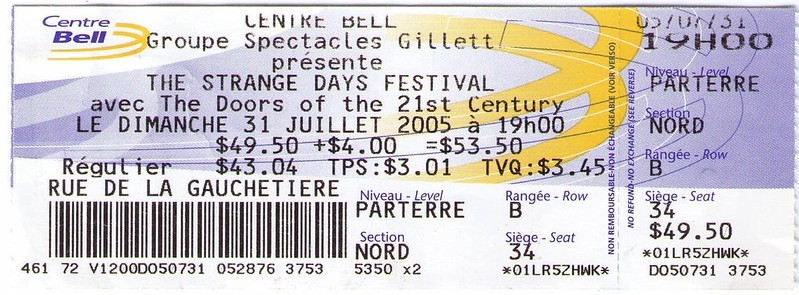 Centre
Bell
CENTRE BELL
Groupe Spectacles Gillett
présente
THE STRANGE DAYS FESTIVAL
avec The Doors of the 21st Century
LE DIMANCHE 31 JUILLET 2005 à 19h00
$49.50 +$4.00 =$53.50
Régulier $43.04 TPS:$3.01 TVQ:$3.45
RUE DE LA GAUCHETIERE
Niveau - Level
PARTERRE
Section
NORD
Rangée - Row
B
Siège - Seat
34
461 72 V1200DO050731 052876 3753 5350 x2 *01LR5ZHWK*
NON REMBOURSABLE-NON ÉCHANGEABLE (VOIR VERSO)
NO REFUND-NO EXCHANGE (SEE REVERSE)
05/07/31
19H00
Niveau - Level
PARTERRE
Section
NORD
Rangée - Row
B
Siège - Seat
34
$49.50
*01LR5ZHWK*
DO050731 3753